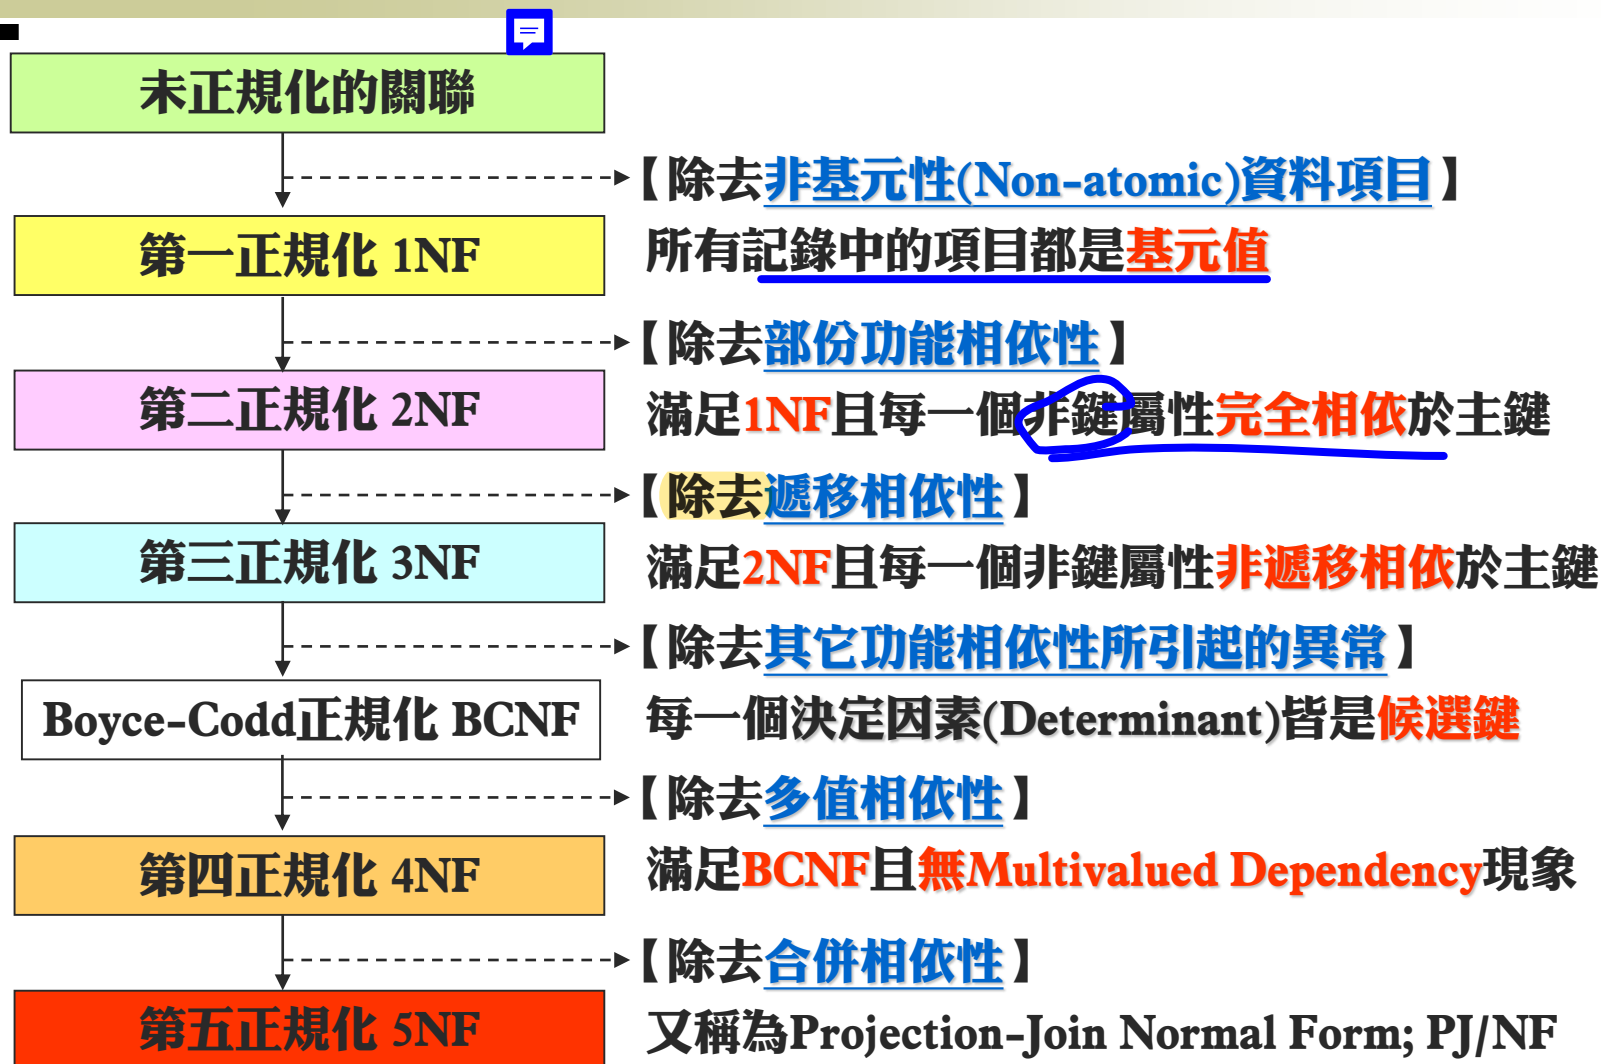 未正規化的關聯
【除去非基元性(Non-atomic)資料項目】
第一正規化 1NF
所有記錄中的項目都是基元值
【除去部份功能相依性】
第二正規化 2NF
滿足1NF且每一個非鍵屬性完全相依於主鍵
【除去遞移相依性】
第三正規化 3NF
滿足2NF且每一個非鍵屬性非遞移相依於主鍵
【除去其它功能相依性所引起的異常】
Boyce-Codd正規化 BCNF
每一個決定因素(Determinant)皆是候選鍵
【除去多值相依性】
第四正規化 4NF
滿足BCNF且無Multivalued Dependency現象
【除去合併相依性】
第五正規化 5NF
又稱為Projection-Join Normal Form; PJ/NF